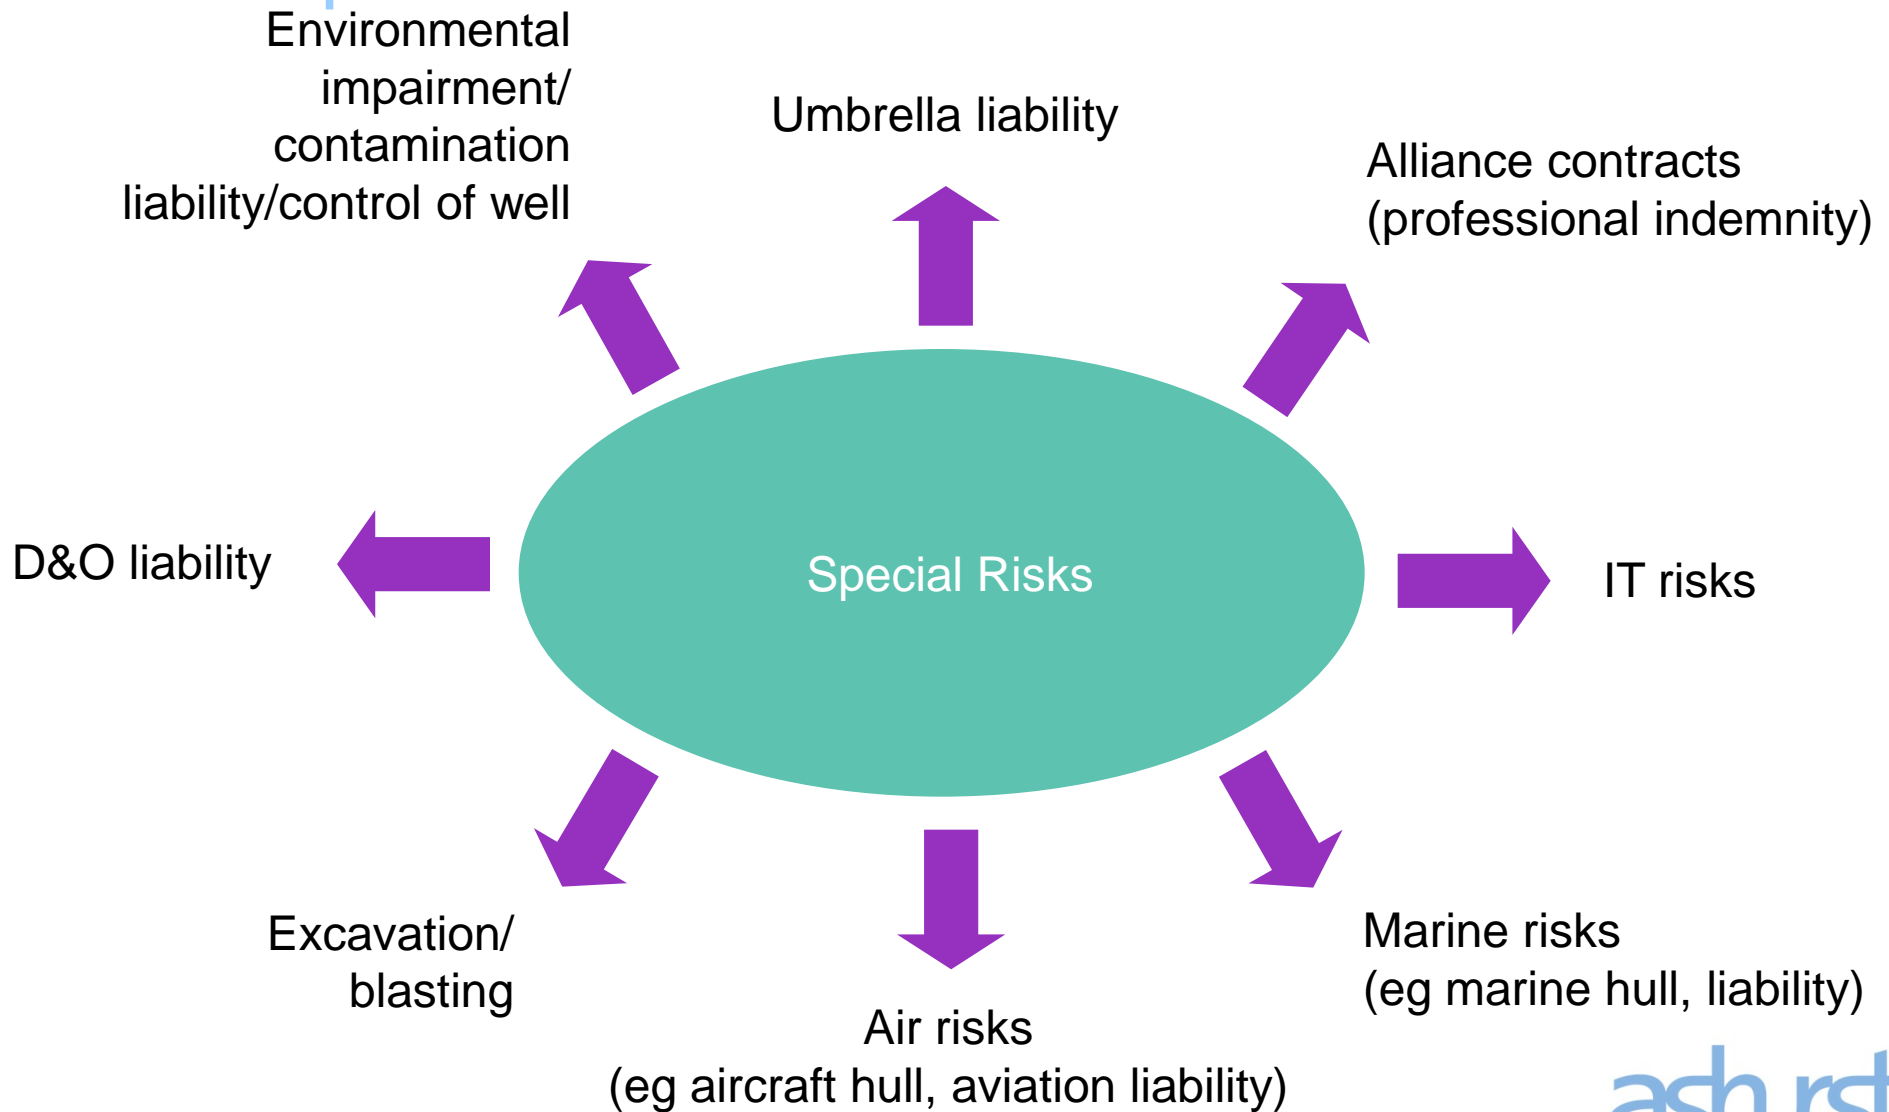 Environmental
impairment/
contamination
liability/control of well
Umbrella liability
Alliance contracts
(professional indemnity)
D&O liability
Special Risks
IT risks
Excavation/
blasting
Air risks
(eg aircraft hull, aviation liability)
Marine risks
(eg marine hull, liability)